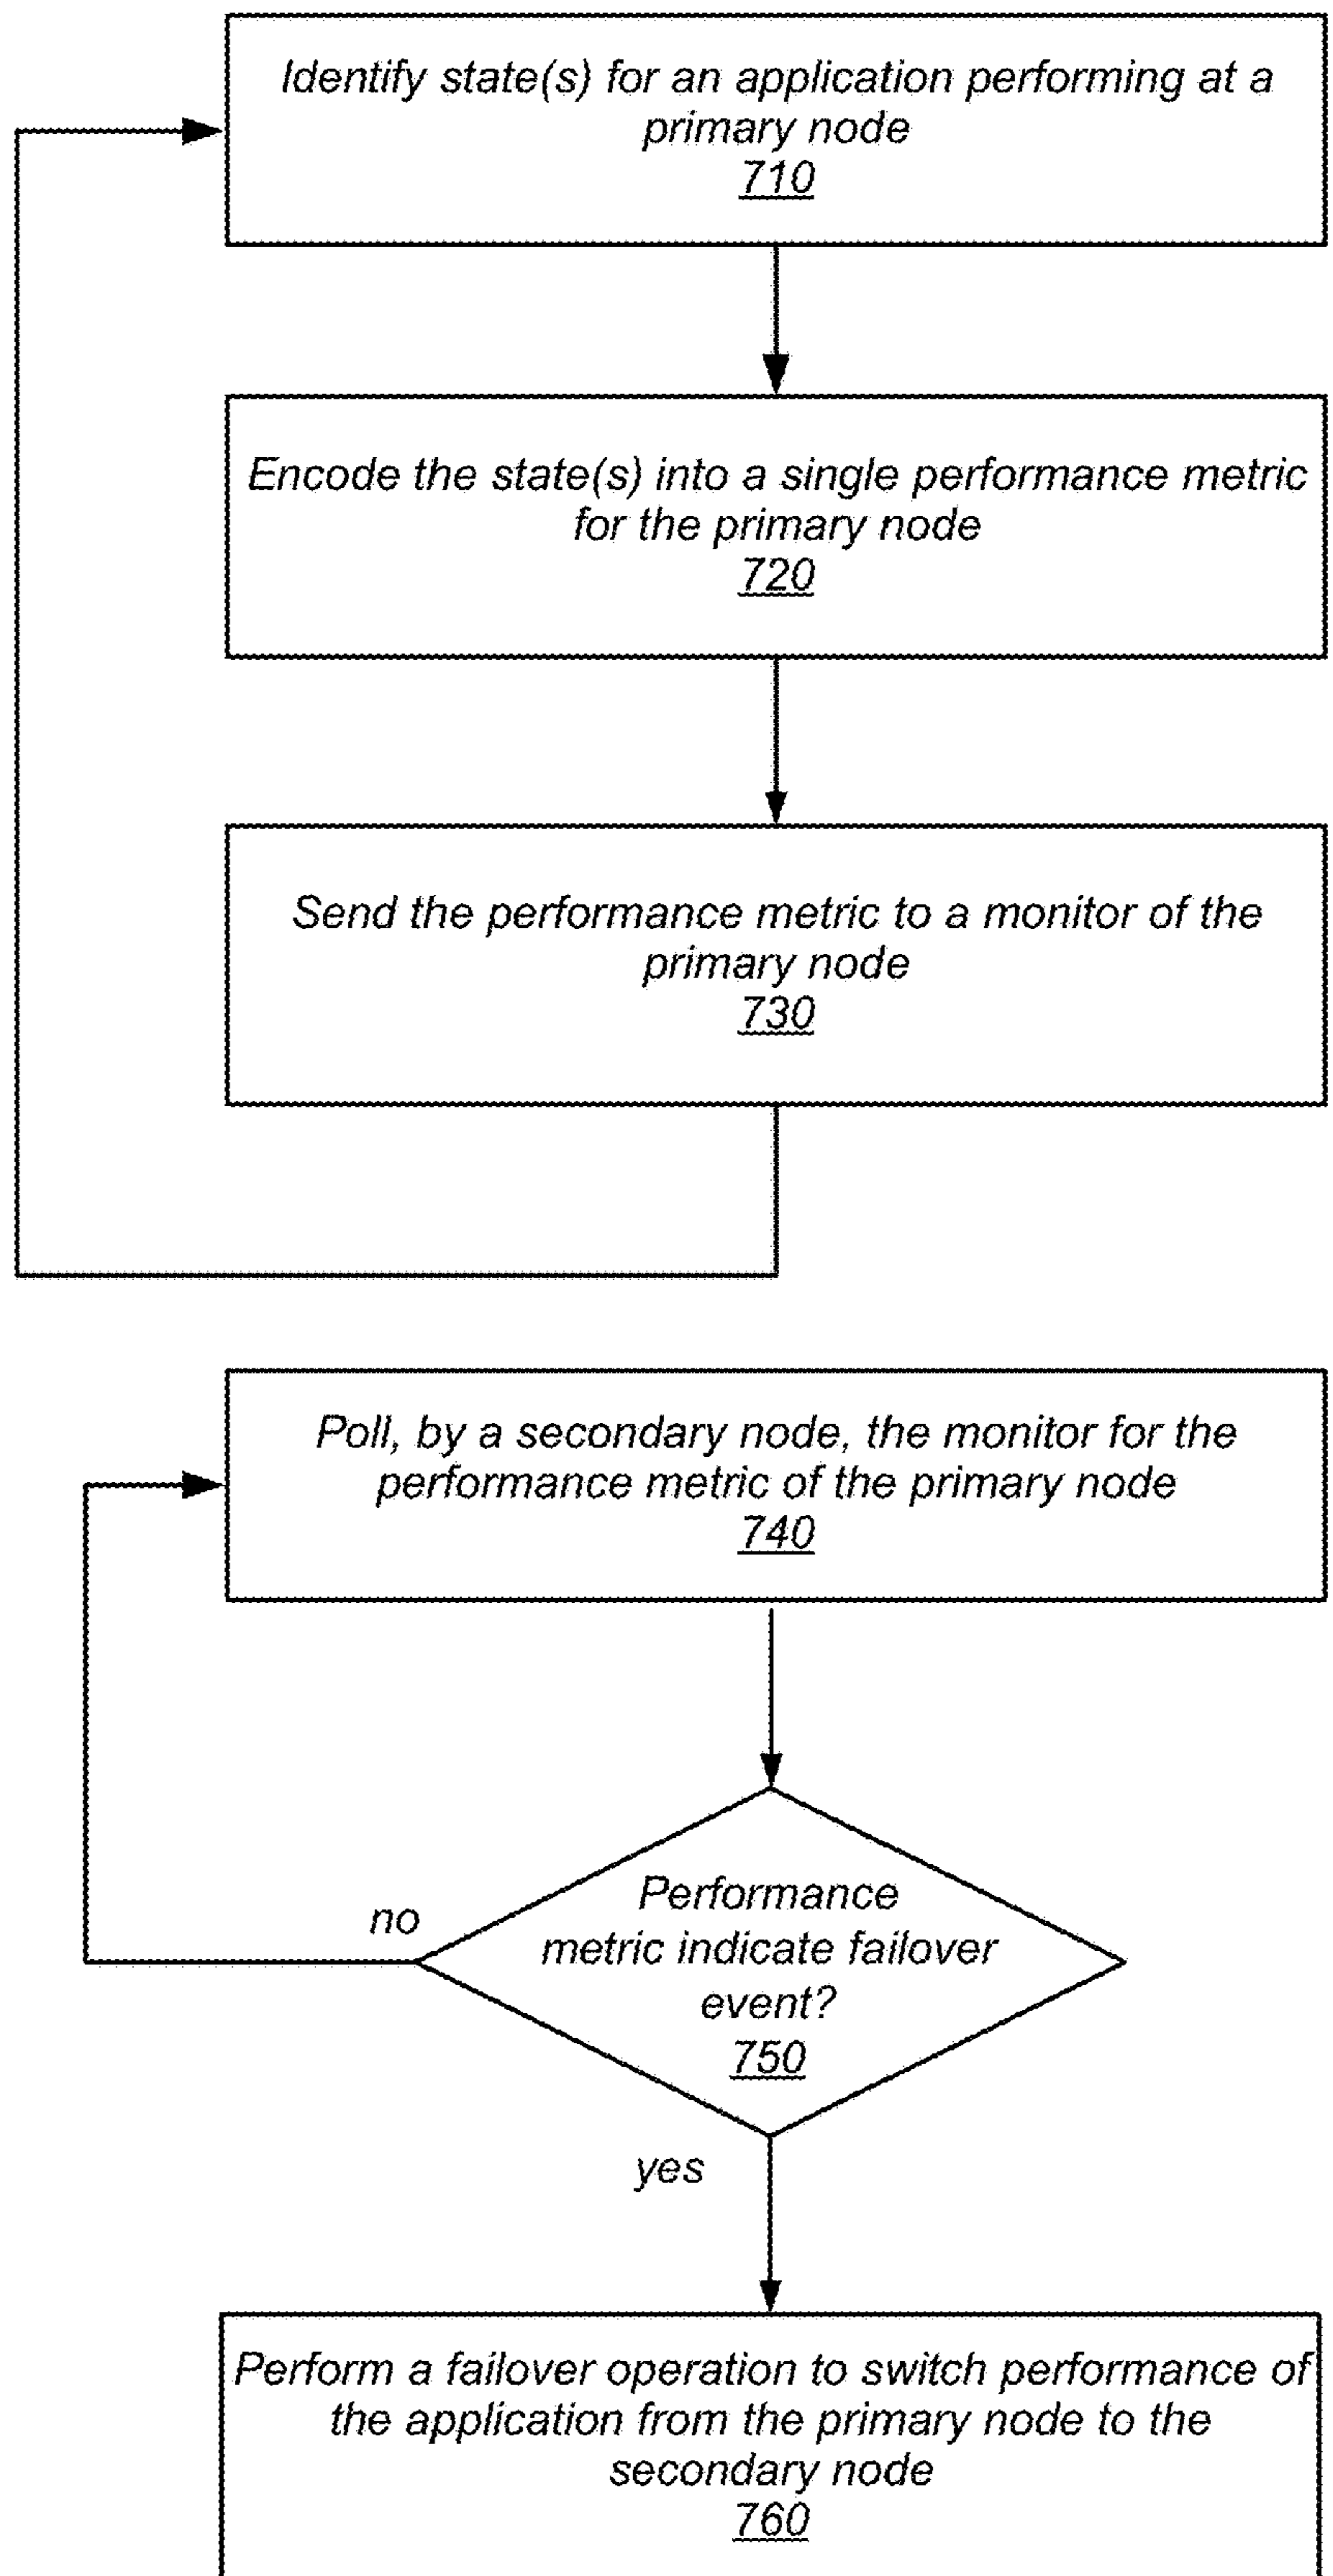 Identify state(s) for an application performing at a
primary node
710
Encode the state(s) into a single performance metric
for the primary node
720
Send the performance metric to a monitor of the
primary node
730
Poll, by a secondary node, the monitor for the
performance metric of the primary node
740
Performance
metric indicate failover
event?
750
no
yes
Perform a failover operation to switch performance of
the application from the primary node to the
secondary node
760